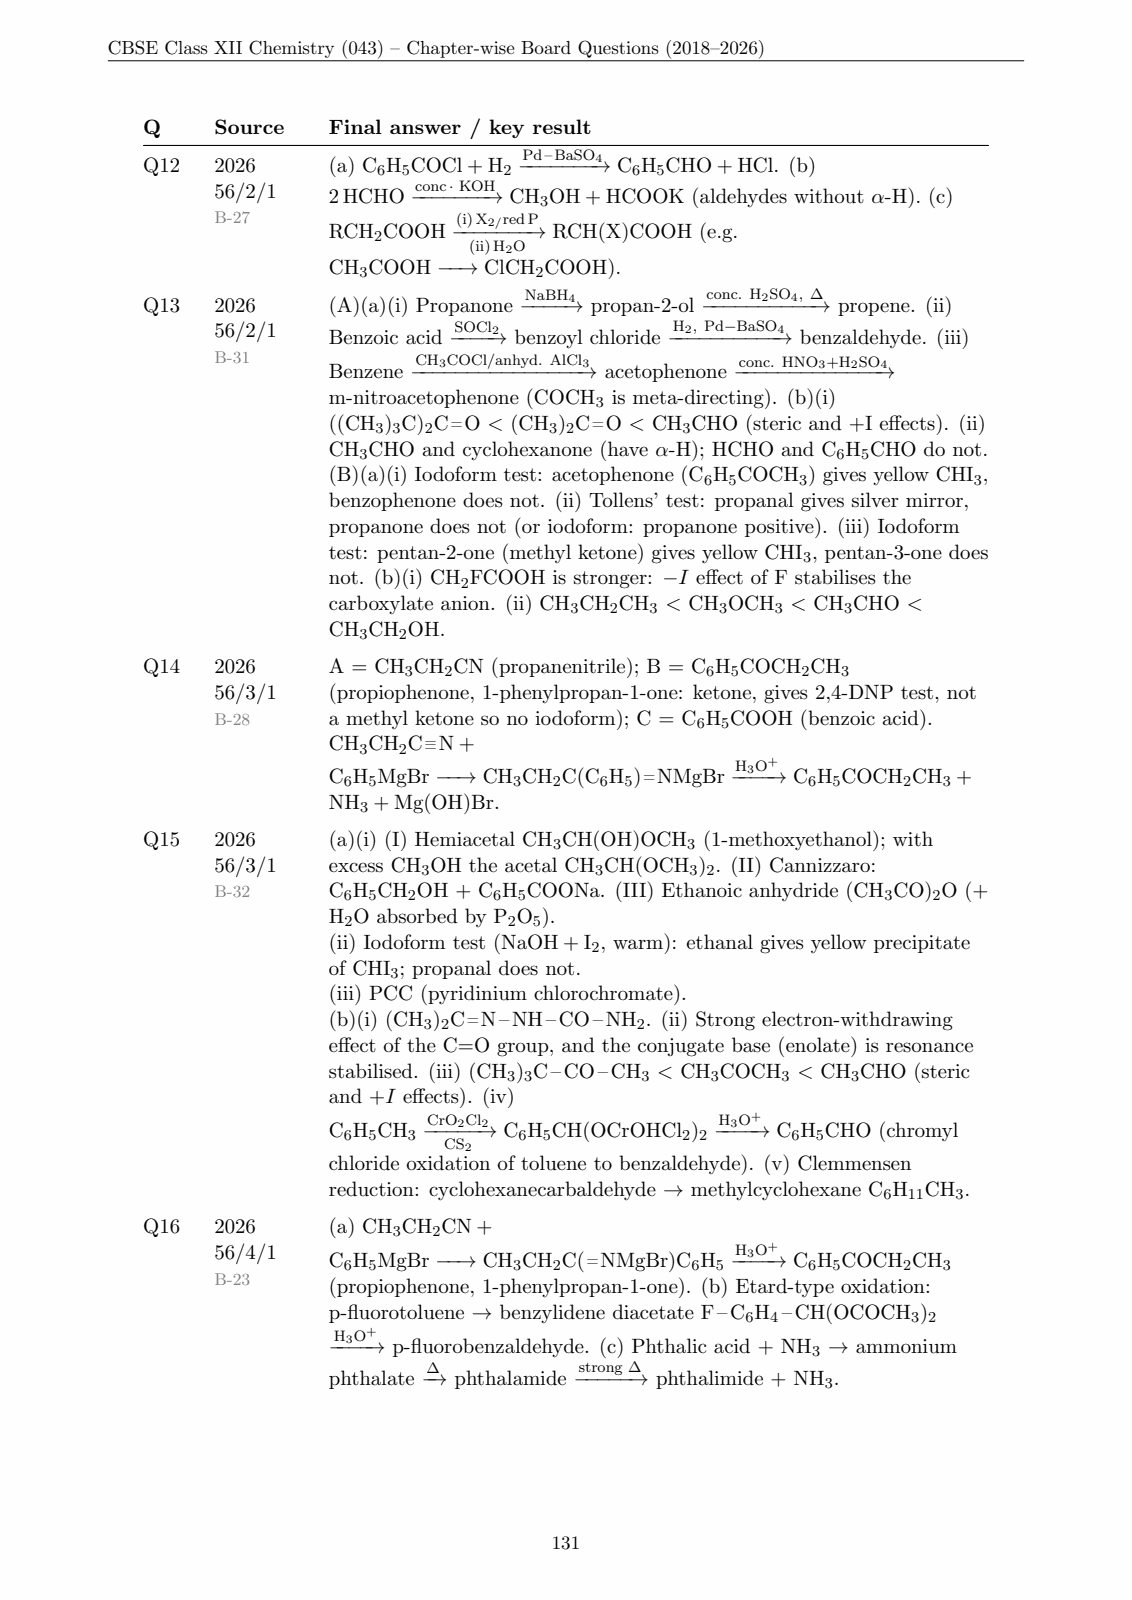 CBSE Class XII Chemistry (043) – Chapter-wise Board Questions (2018–2026)
Q Source Final answer / key result
Q12 2026 (a) C₆H₅COCl + H₂ —Pd−BaSO₄→ C₆H₅CHO + HCl. (b)
56/2/1 2 HCHO —conc· KOH→ CH₃OH + HCOOK (aldehydes without α-H). (c)
B-27
RCH₂COOH —(i) X₂/red P (ii) H₂O→ RCH(X)COOH (e.g.
CH₃COOH ⟶ ClCH₂COOH).
Q13 2026 (A)(a)(i) Propanone —NaBH₄→ propan-2-ol —conc. H₂SO₄, Δ→ propene. (ii)
56/2/1 Benzoic acid —SOCl₂→ benzoyl chloride —H₂, Pd−BaSO₄→ benzaldehyde. (iii)
B-31 Benzene —CH₃COCl/anhyd. AlCl₃→ acetophenone —conc. HNO₃+H₂SO₄→
m-nitroacetophenone (COCH₃ is meta-directing). (b)(i)
((CH₃)₃C)₂C=O < (CH₃)₂C=O < CH₃CHO (steric and +I effects). (ii)
CH₃CHO and cyclohexanone (have α-H); HCHO and C₆H₅CHO do not.
(B)(a)(i) Iodoform test: acetophenone (C₆H₅COCH₃) gives yellow CHI₃,
benzophenone does not. (ii) Tollens' test: propanal gives silver mirror,
propanone does not (or iodoform: propanone positive). (iii) Iodoform
test: pentan-2-one (methyl ketone) gives yellow CHI₃, pentan-3-one does
not. (b)(i) CH₂FCOOH is stronger: −I effect of F stabilises the
carboxylate anion. (ii) CH₃CH₂CH₃ < CH₃OCH₃ < CH₃CHO <
CH₃CH₂OH.
Q14 2026 A = CH₃CH₂CN (propanenitrile); B = C₆H₅COCH₂CH₃
56/3/1 (propiophenone, 1-phenylpropan-1-one: ketone, gives 2,4-DNP test, not
B-28 a methyl ketone so no iodoform); C = C₆H₅COOH (benzoic acid).
CH₃CH₂C≡N +
C₆H₅MgBr ⟶ CH₃CH₂C(C₆H₅)=NMgBr —H₃O⁺→ C₆H₅COCH₂CH₃ +
NH₃ + Mg(OH)Br.
Q15 2026 (a)(i) (I) Hemiacetal CH₃CH(OH)OCH₃ (1-methoxyethanol); with
56/3/1 excess CH₃OH the acetal CH₃CH(OCH₃)₂. (II) Cannizzaro:
B-32 C₆H₅CH₂OH + C₆H₅COONa. (III) Ethanoic anhydride (CH₃CO)₂O (+
H₂O absorbed by P₂O₅).
(ii) Iodoform test (NaOH + I₂, warm): ethanal gives yellow precipitate
of CHI₃; propanal does not.
(iii) PCC (pyridinium chlorochromate).
(b)(i) (CH₃)₂C=N−NH−CO−NH₂. (ii) Strong electron-withdrawing
effect of the C=O group, and the conjugate base (enolate) is resonance
stabilised. (iii) (CH₃)₃C−CO−CH₃ < CH₃COCH₃ < CH₃CHO (steric
and +I effects). (iv)
C₆H₅CH₃ —CrO₂Cl₂ CS₂→ C₆H₅CH(OCrOHCl₂)₂ —H₃O⁺→ C₆H₅CHO (chromyl
chloride oxidation of toluene to benzaldehyde). (v) Clemmensen
reduction: cyclohexanecarbaldehyde → methylcyclohexane C₆H₁₁CH₃.
Q16 2026 (a) CH₃CH₂CN +
56/4/1 C₆H₅MgBr ⟶ CH₃CH₂C(=NMgBr)C₆H₅ —H₃O⁺→ C₆H₅COCH₂CH₃
B-23 (propiophenone, 1-phenylpropan-1-one). (b) Etard-type oxidation:
p-fluorotoluene → benzylidene diacetate F−C₆H₄−CH(OCOCH₃)₂
—H₃O⁺→ p-fluorobenzaldehyde. (c) Phthalic acid + NH₃ → ammonium
phthalate —Δ→ phthalamide —strong Δ→ phthalimide + NH₃.
131